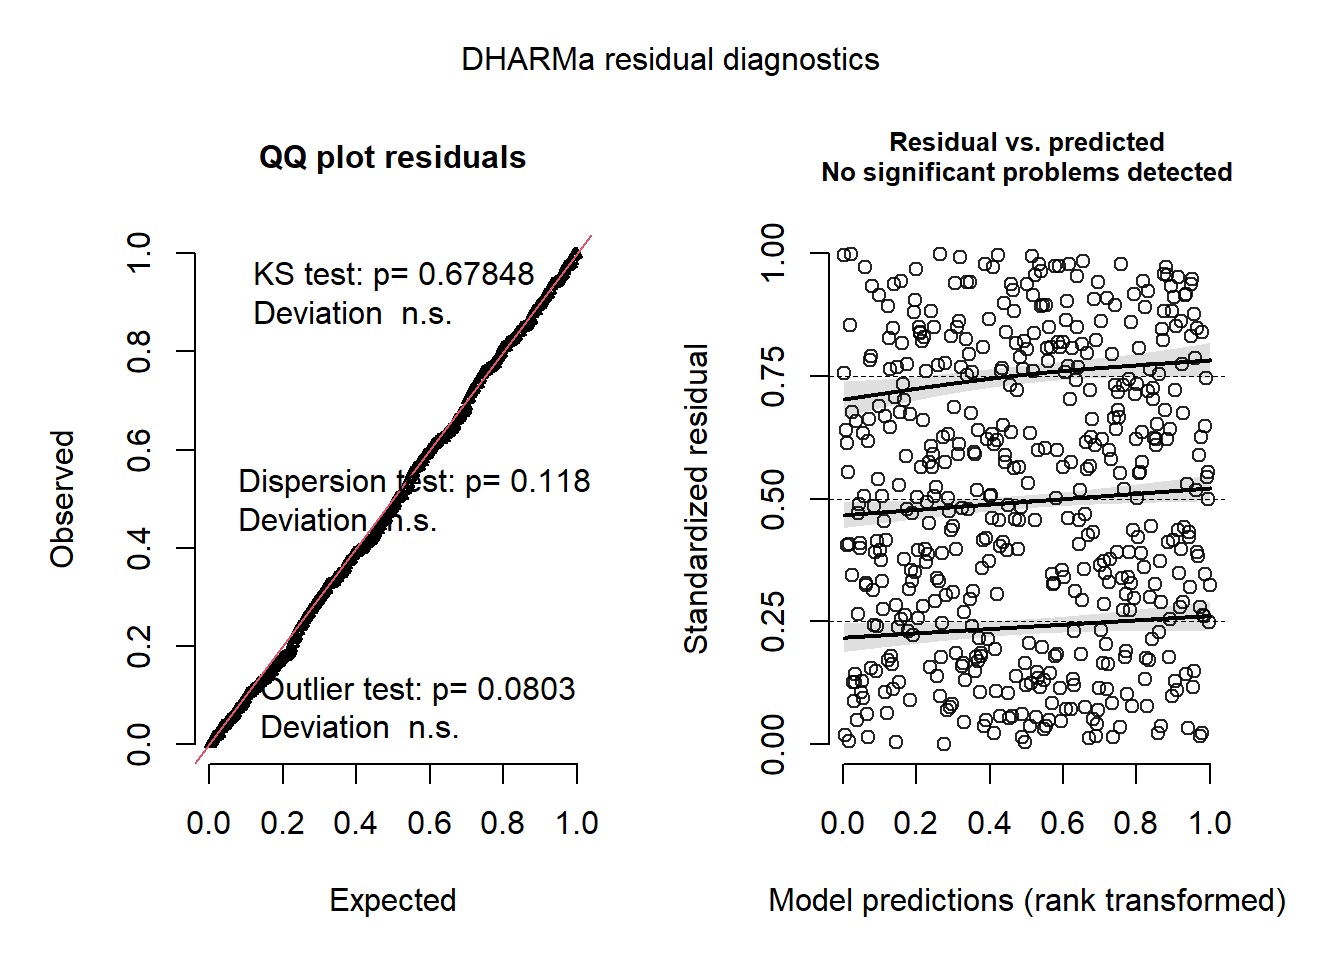 DHARMa residual diagnostics
QQ plot residuals
KS test: p= 0.67848
Deviation  n.s.
Dispersion test: p= 0.118
Deviation  n.s.
Outlier test: p= 0.0803
Deviation  n.s.
Observed
0.0
0.2
0.4
0.6
0.8
1.0
0.0 0.2 0.4 0.6 0.8 1.0
Expected
Residual vs. predicted
No significant problems detected
Standardized residual
0.00
0.25
0.50
0.75
1.00
0.0 0.2 0.4 0.6 0.8 1.0
Model predictions (rank transformed)